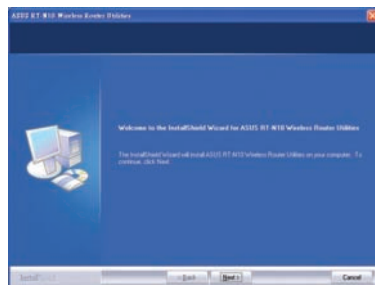 ASUS RT-N10 Wireless Router Utilities
Welcome to the InstallShield Wizard for ASUS RT-N10 Wireless Router Utilities
The InstallShield Wizard will install ASUS RT-N10 Wireless Router Utilities on your computer. To
continue, click Next.
InstallShield
< Back
Next >
Cancel